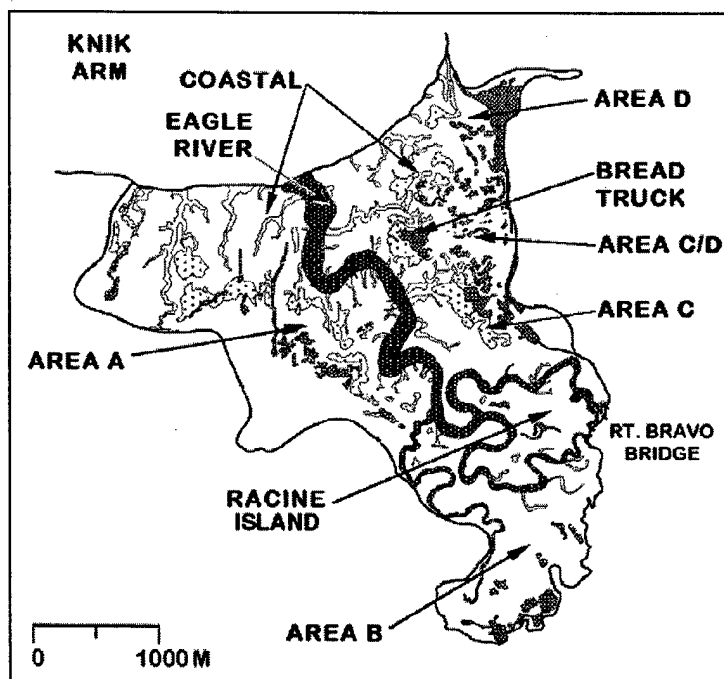 KNIK
ARM
COASTAL
EAGLE
RIVER
AREA D
BREAD
TRUCK
AREA C/D
AREA C
AREA A
RT. BRAVO
BRIDGE
RACINE
ISLAND
AREA B
0 1000 M